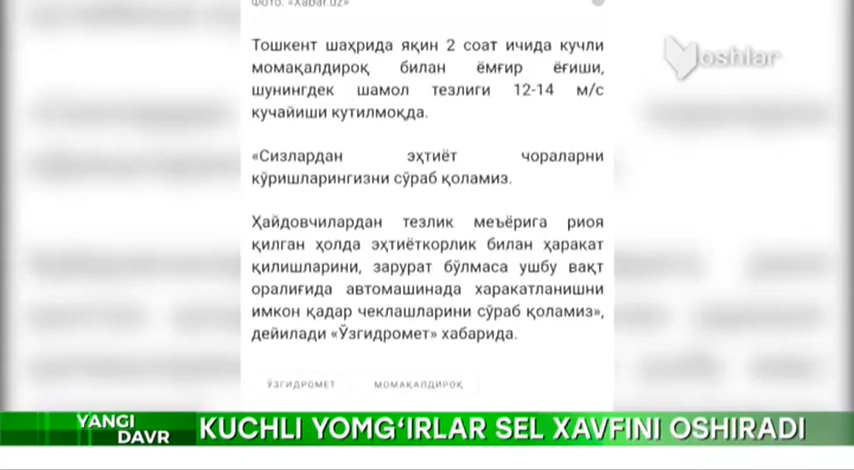 Фото: «Xabar.uz»
Тошкент шаҳрида яқин 2 соат ичида кучли
момақалдироқ билан ёмғир ёғиши,
шунингдек шамол тезлиги 12-14 м/с
кучайиши кутилмоқда.
«Сизлардан эҳтиёт чораларни
кўришларингизни сўраб қоламиз.
Ҳайдовчилардан тезлик меъёрига риоя
қилган ҳолда эҳтиёткорлик билан ҳаракат
қилишларини, зарурат бўлмаса ушбу вақт
оралиғида автомашинада харакатланишни
имкон қадар чеклашларини сўраб қоламиз»,
дейилади «Ўзгидромет» хабарида.
ЎЗГИДРОМЕТ МОМАҚАЛДИРОҚ
yoshlar
YANGI
DAVR
KUCHLI YOMG‘IRLAR SEL XAVFINI OSHIRADI